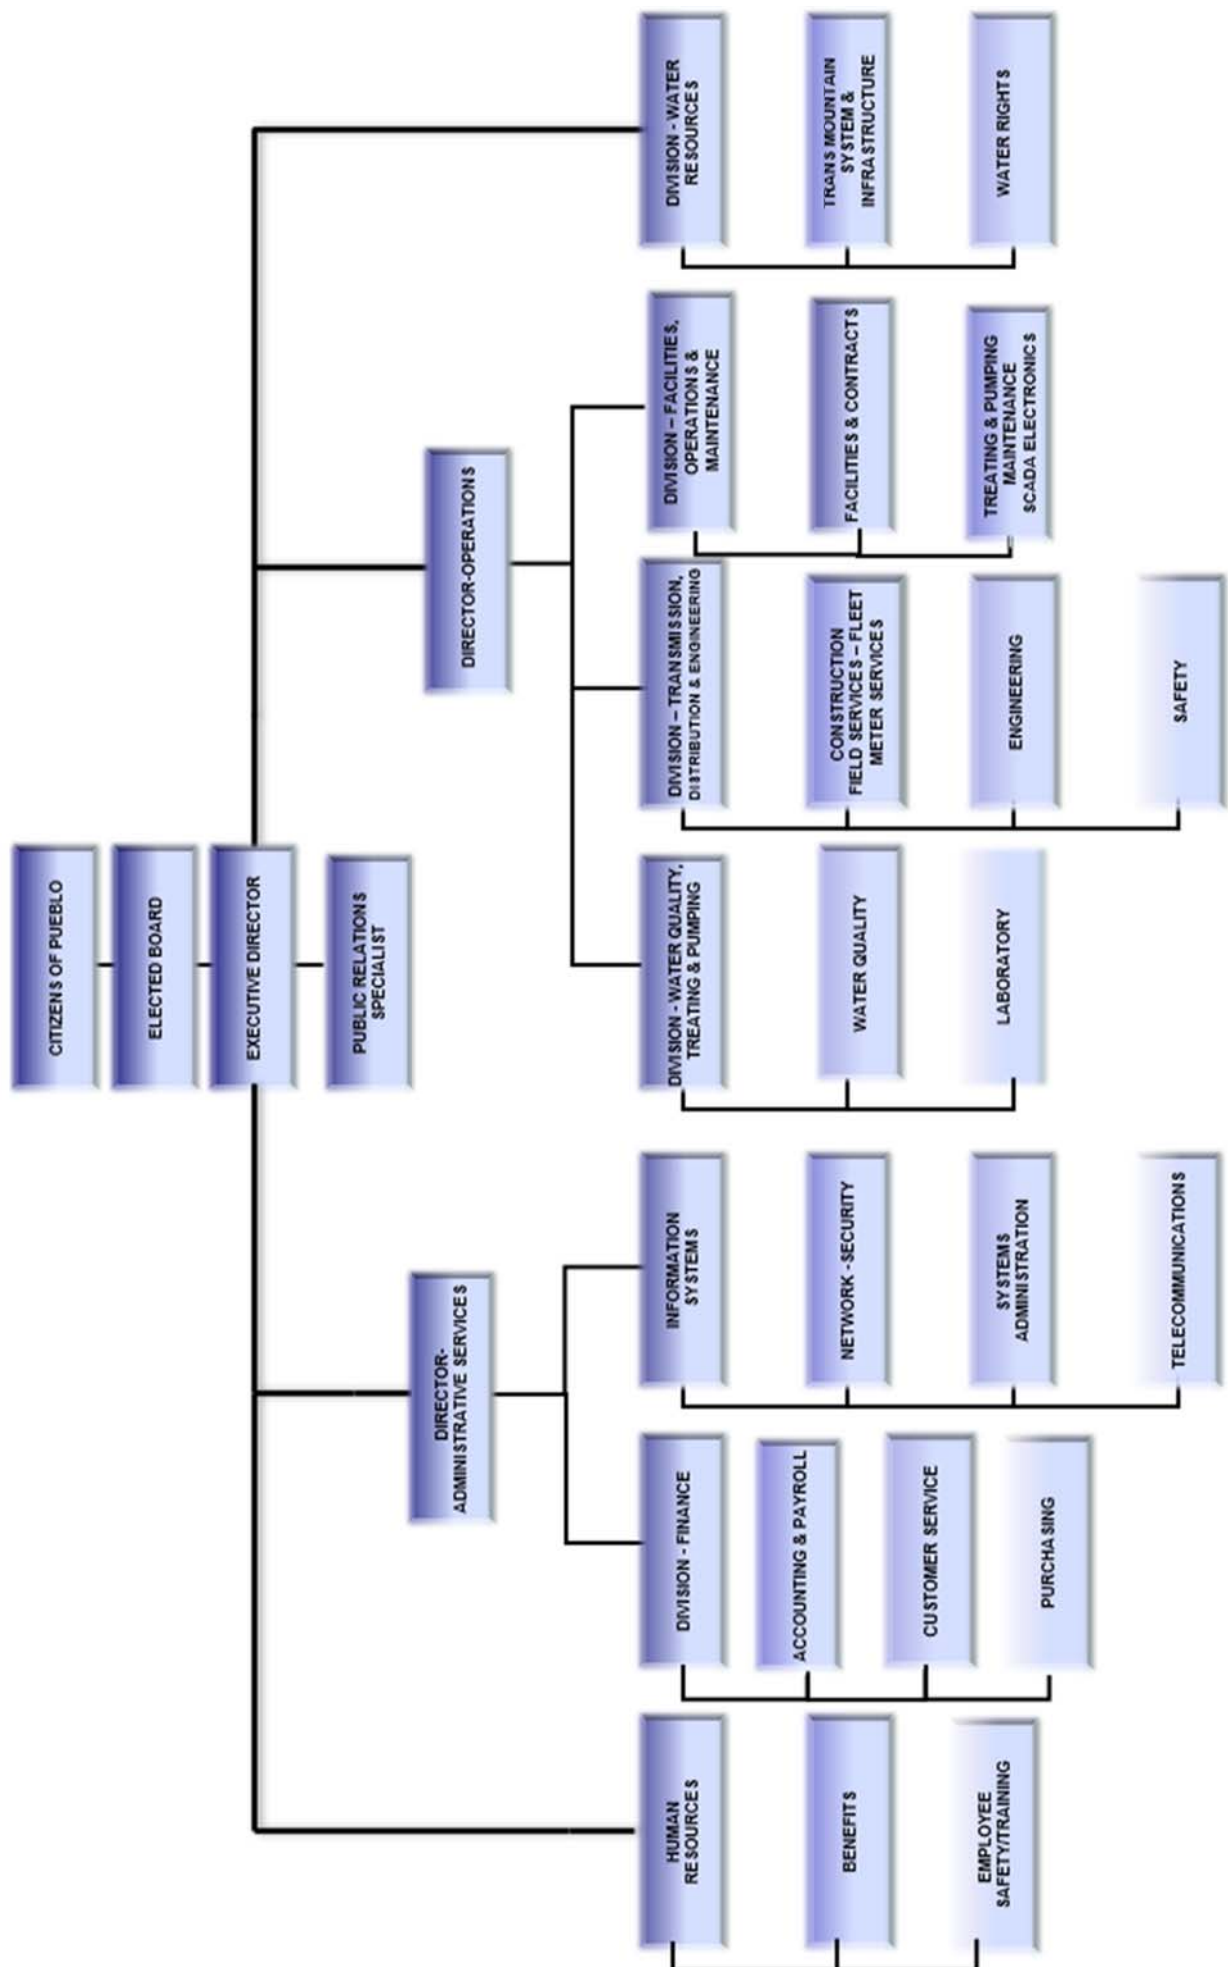 CITIZENS OF PUEBLO
ELECTED BOARD
EXECUTIVE DIRECTOR
PUBLIC RELATIONS
SPECIALIST
DIRECTOR-
ADMINISTRATIVE SERVICES
DIRECTOR-OPERATIONS
HUMAN
RESOURCES
BENEFITS
EMPLOYEE
SAFETY/TRAINING
DIVISION - FINANCE
ACCOUNTING & PAYROLL
CUSTOMER SERVICE
PURCHASING
INFORMATION
SYSTEMS
NETWORK - SECURITY
SYSTEMS
ADMINISTRATION
TELECOMMUNICATIONS
DIVISION - WATER QUALITY,
TREATING & PUMPING
WATER QUALITY
LABORATORY
DIVISION – TRANSMISSION,
DISTRIBUTION & ENGINEERING
CONSTRUCTION
FIELD SERVICES – FLEET
METER SERVICES
ENGINEERING
SAFETY
DIVISION – FACILITIES,
OPERATIONS &
MAINTENANCE
FACILITIES & CONTRACTS
TREATING & PUMPING
MAINTENANCE
SCADA ELECTRONICS
DIVISION - WATER
RESOURCES
TRANS MOUNTAIN
SYSTEM &
INFRASTRUCTURE
WATER RIGHTS